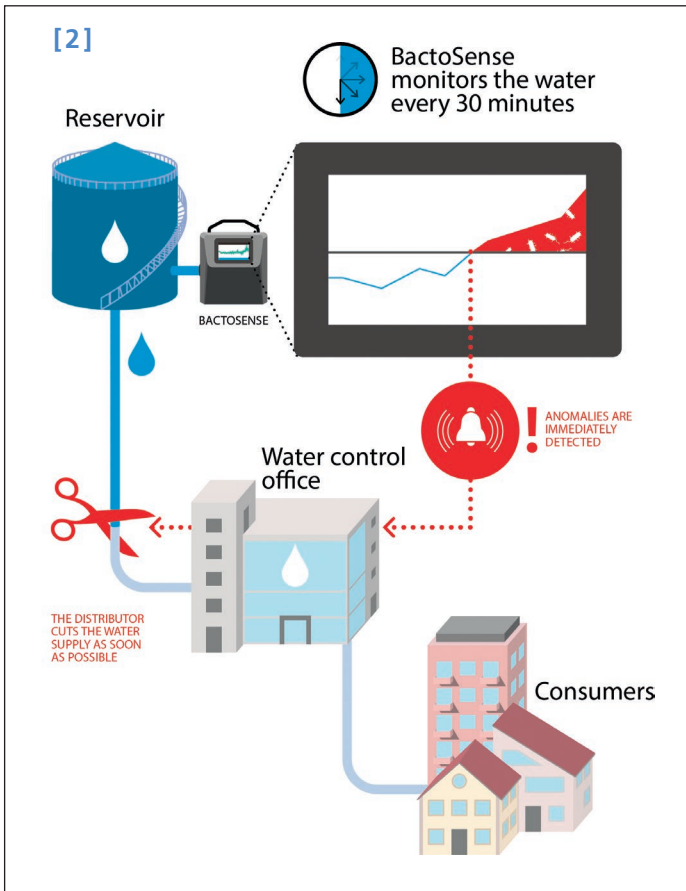 [2]
BactoSense
monitors the water
every 30 minutes
Reservoir
BACTOSENSE
ANOMALIES ARE
IMMEDIATELY
DETECTED
Water control
office
THE DISTRIBUTOR
CUTS THE WATER
SUPPLY AS SOON
AS POSSIBLE
Consumers